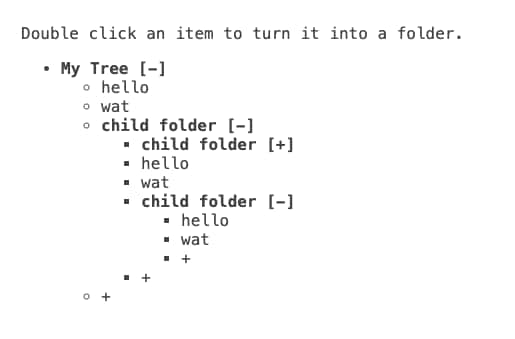 Double click an item to turn it into a folder.
• My Tree [-]
◦ hello
◦ wat
◦ child folder [-]
▪ child folder [+]
▪ hello
▪ wat
▪ child folder [-]
▪ hello
▪ wat
▪ +
▪ +
◦ +